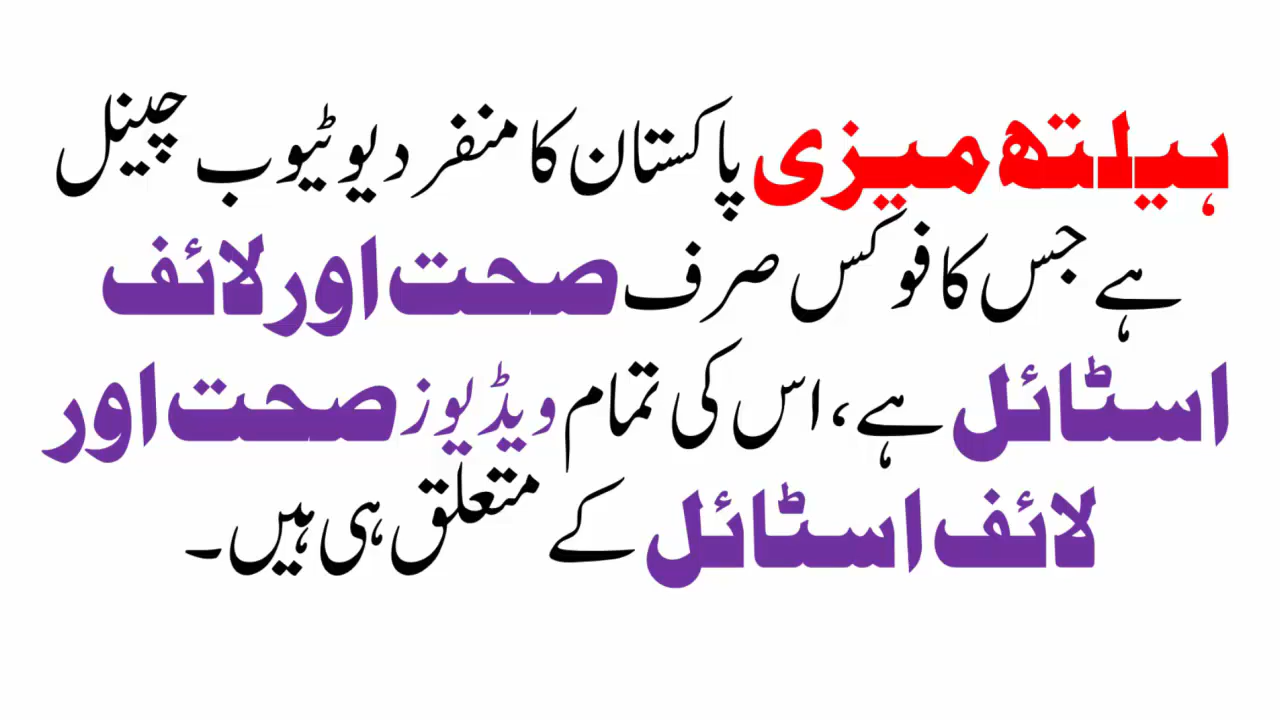 ہیلتھ میزی پاکستان کا منفرد یوٹیوب چینل
ہے جس کا فوکس صرف صحت اور لائف
اسٹائل ہے، اس کی تمام ویڈیوز صحت اور
لائف اسٹائل کے متعلق ہی ہیں۔